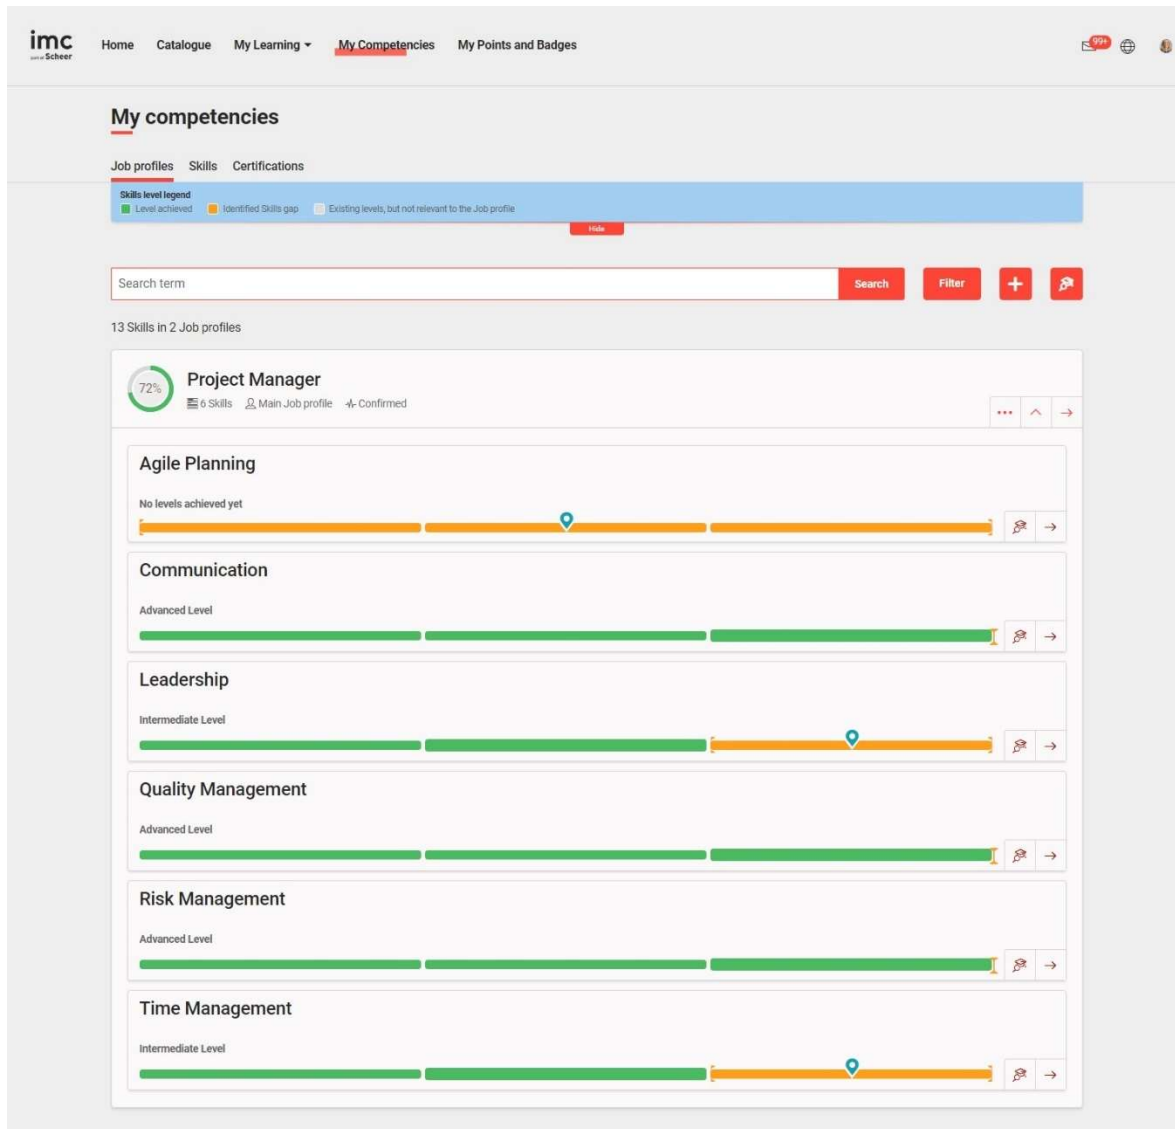 imc
part of Scheer
Home Catalogue My Learning My Competencies My Points and Badges
99+
My competencies
Job profiles Skills Certifications
Skills level legend
Level achieved Identified Skills gap Existing levels, but not relevant to the Job profile
Hide
Search term Search Filter
13 Skills in 2 Job profiles
72%
Project Manager
6 Skills Main Job profile Confirmed
Agile Planning
No levels achieved yet
Communication
Advanced Level
Leadership
Intermediate Level
Quality Management
Advanced Level
Risk Management
Advanced Level
Time Management
Intermediate Level